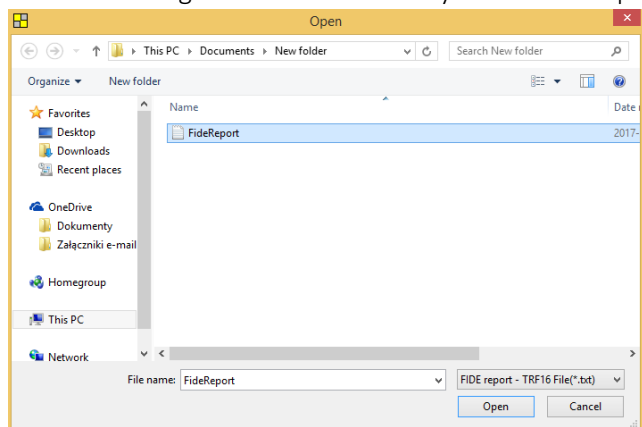 Open
This PC Documents New folder Search New folder
Organize New folder
Favorites
Desktop
Downloads
Recent places
OneDrive
Dokumenty
Załączniki e-mail
Homegroup
This PC
Network
Name Date
FideReport 2017-
File name: FideReport FIDE report - TRF16 File(*.txt)
Open Cancel